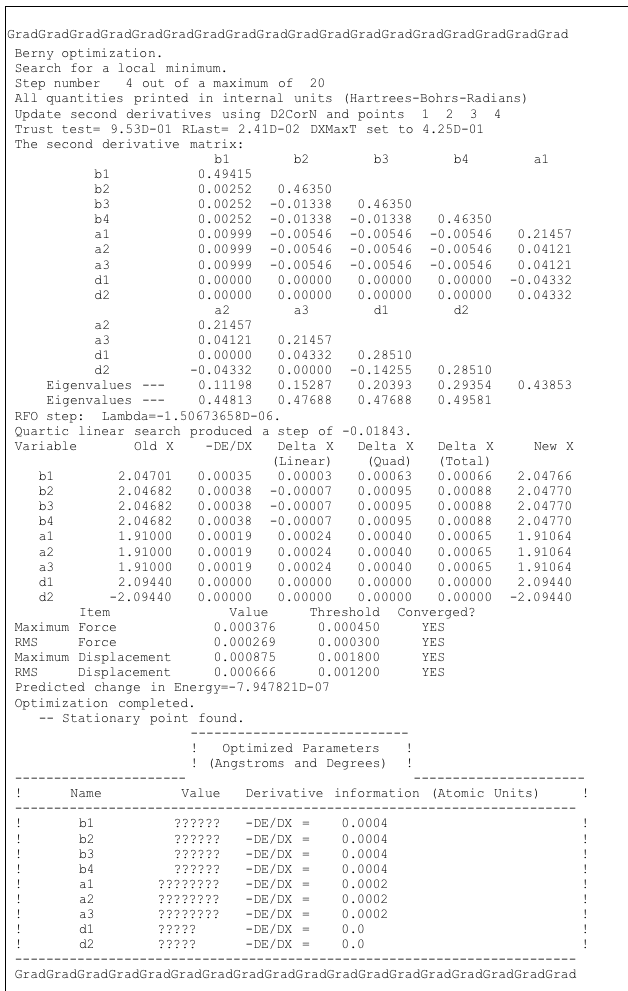 GradGradGradGradGradGradGradGradGradGradGradGradGradGradGradGradGradGrad
Berny optimization.
Search for a local minimum.
Step number   4 out of a maximum of  20
All quantities printed in internal units (Hartrees-Bohrs-Radians)
Update second derivatives using D2CorN and points  1  2  3  4
Trust test= 9.53D-01 RLast= 2.41D-02 DXMaxT set to 4.25D-01
The second derivative matrix:
b1        b2        b3        b4        a1
b1           0.49415
b2           0.00252   0.46350
b3           0.00252  -0.01338   0.46350
b4           0.00252  -0.01338  -0.01338   0.46350
a1           0.00999  -0.00546  -0.00546  -0.00546   0.21457
a2           0.00999  -0.00546  -0.00546  -0.00546   0.04121
a3           0.00999  -0.00546  -0.00546  -0.00546   0.04121
d1           0.00000   0.00000   0.00000   0.00000  -0.04332
d2           0.00000   0.00000   0.00000   0.00000   0.04332
a2        a3        d1        d2
a2           0.21457
a3           0.04121   0.21457
d1           0.00000   0.04332   0.28510
d2          -0.04332   0.00000  -0.14255   0.28510
Eigenvalues ---    0.11198   0.15287   0.20393   0.29354   0.43853
Eigenvalues ---    0.44813   0.47688   0.47688   0.49581
RFO step:  Lambda=-1.50673658D-06.
Quartic linear search produced a step of -0.01843.
Variable       Old X    -DE/DX   Delta X   Delta X   Delta X     New X
(Linear)    (Quad)   (Total)
b1        2.04701   0.00035   0.00003   0.00063   0.00066   2.04766
b2        2.04682   0.00038  -0.00007   0.00095   0.00088   2.04770
b3        2.04682   0.00038  -0.00007   0.00095   0.00088   2.04770
b4        2.04682   0.00038  -0.00007   0.00095   0.00088   2.04770
a1        1.91000   0.00019   0.00024   0.00040   0.00065   1.91064
a2        1.91000   0.00019   0.00024   0.00040   0.00065   1.91064
a3        1.91000   0.00019   0.00024   0.00040   0.00065   1.91064
d1        2.09440   0.00000   0.00000   0.00000   0.00000   2.09440
d2       -2.09440   0.00000   0.00000   0.00000   0.00000  -2.09440
Item               Value     Threshold  Converged?
Maximum Force            0.000376     0.000450     YES
RMS     Force            0.000269     0.000300     YES
Maximum Displacement     0.000875     0.001800     YES
RMS     Displacement     0.000666     0.001200     YES
Predicted change in Energy=-7.947821D-07
Optimization completed.
-- Stationary point found.
----------------------------
!   Optimized Parameters   !
! (Angstroms and Degrees)  !
----------------------                            ----------------------
!      Name          Value   Derivative information (Atomic Units)     !
------------------------------------------------------------------------
!       b1          ??????   -DE/DX =    0.0004                        !
!       b2          ??????   -DE/DX =    0.0004                        !
!       b3          ??????   -DE/DX =    0.0004                        !
!       b4          ??????   -DE/DX =    0.0004                        !
!       a1        ????????   -DE/DX =    0.0002                        !
!       a2        ????????   -DE/DX =    0.0002                        !
!       a3        ????????   -DE/DX =    0.0002                        !
!       d1        ?????      -DE/DX =    0.0                           !
!       d2        ?????      -DE/DX =    0.0                           !
------------------------------------------------------------------------
GradGradGradGradGradGradGradGradGradGradGradGradGradGradGradGradGradGrad